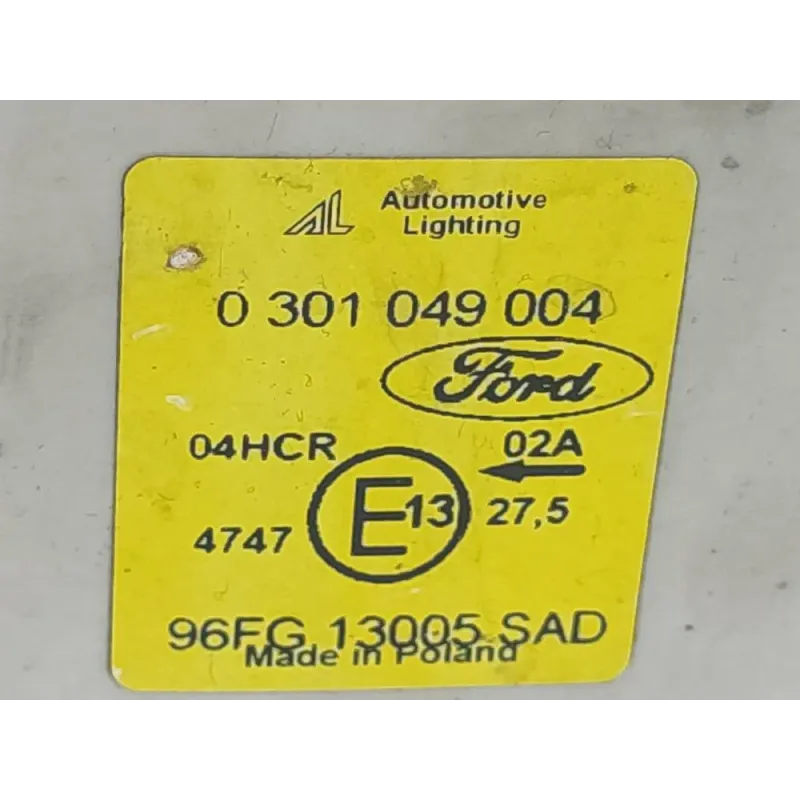 AL Automotive
Lighting
0 301 049 004
Ford
04HCR 02A
4747 E13 27,5
96FG 13005 SAD
Made in Poland